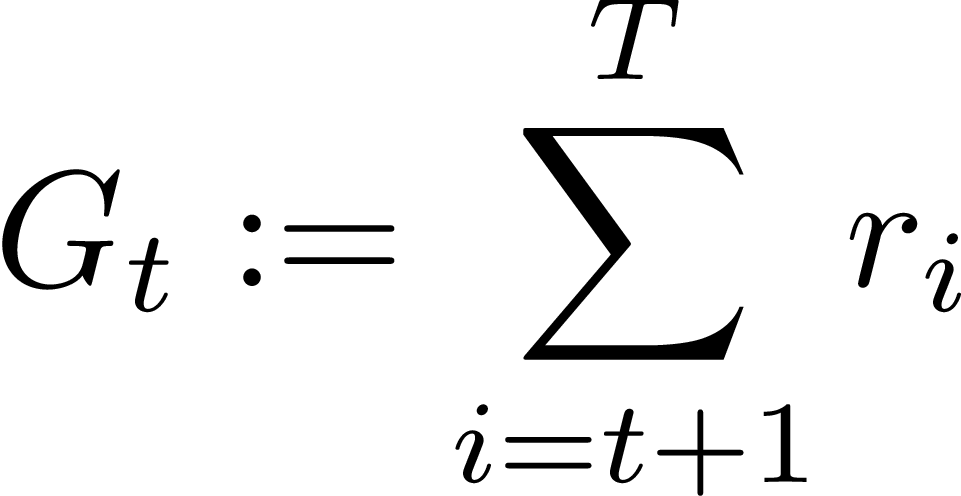 G_t := \sum_{i=t+1}^{T} r_i